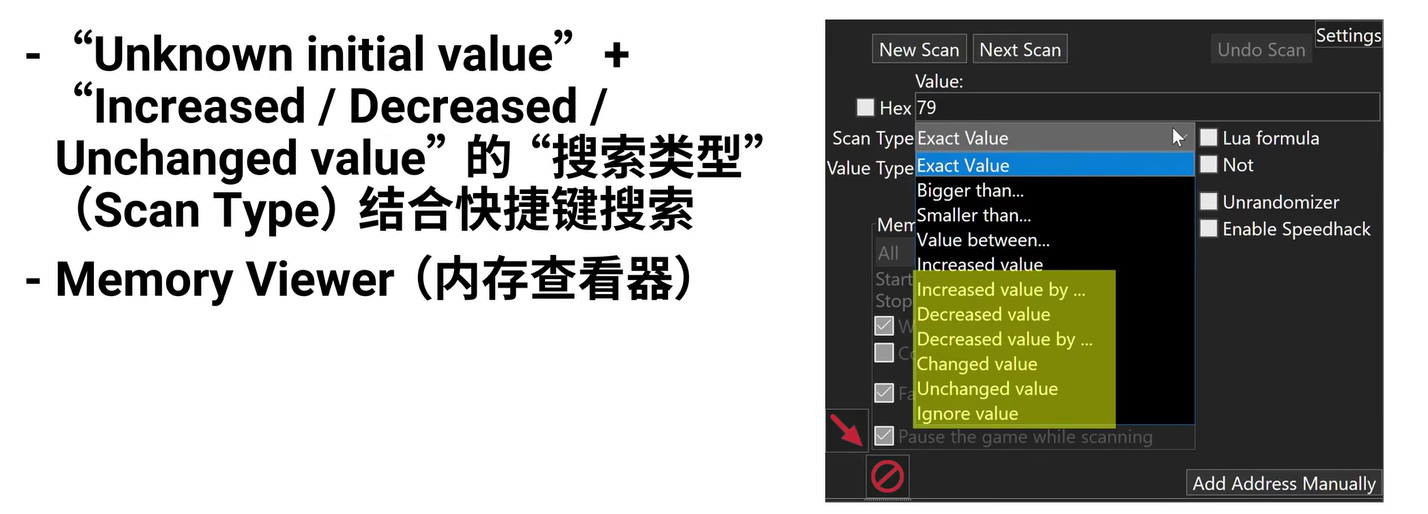 - “Unknown initial value” +
“Increased / Decreased /
Unchanged value” 的 “搜索类型”
（Scan Type）结合快捷键搜索
- Memory Viewer（内存查看器）
Settings
New Scan Next Scan Undo Scan
Value:
Hex 79
Scan Type Exact Value Lua formula
Value Type Exact Value Not
Bigger than...
Smaller than... Unrandomizer
Mem Value between... Enable Speedhack
All Increased value
Start Increased value by ...
Stop Decreased value
W Decreased value by ...
Co Changed value
Fa Unchanged value
Ignore value
Pause the game while scanning
Add Address Manually